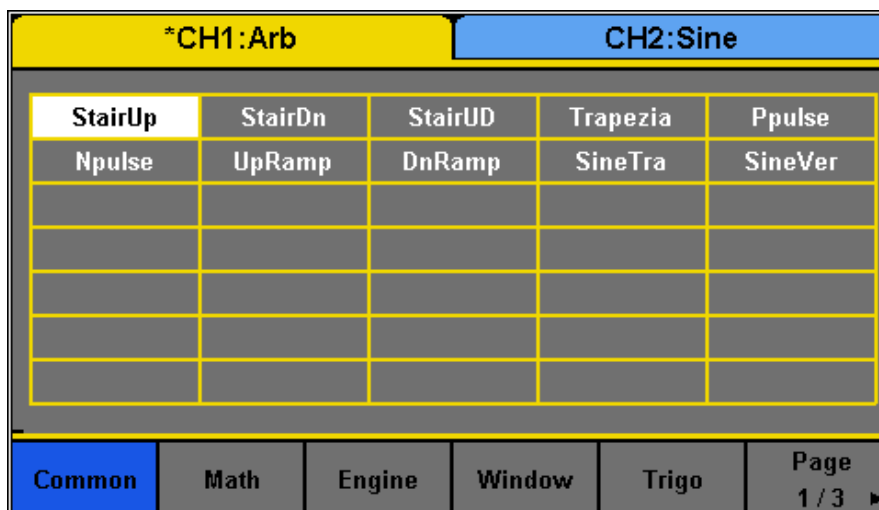 *CH1:Arb CH2:Sine
StairUp StairDn StairUD Trapezia Ppulse
Npulse UpRamp DnRamp SineTra SineVer
Common Math Engine Window Trigo Page
1/3